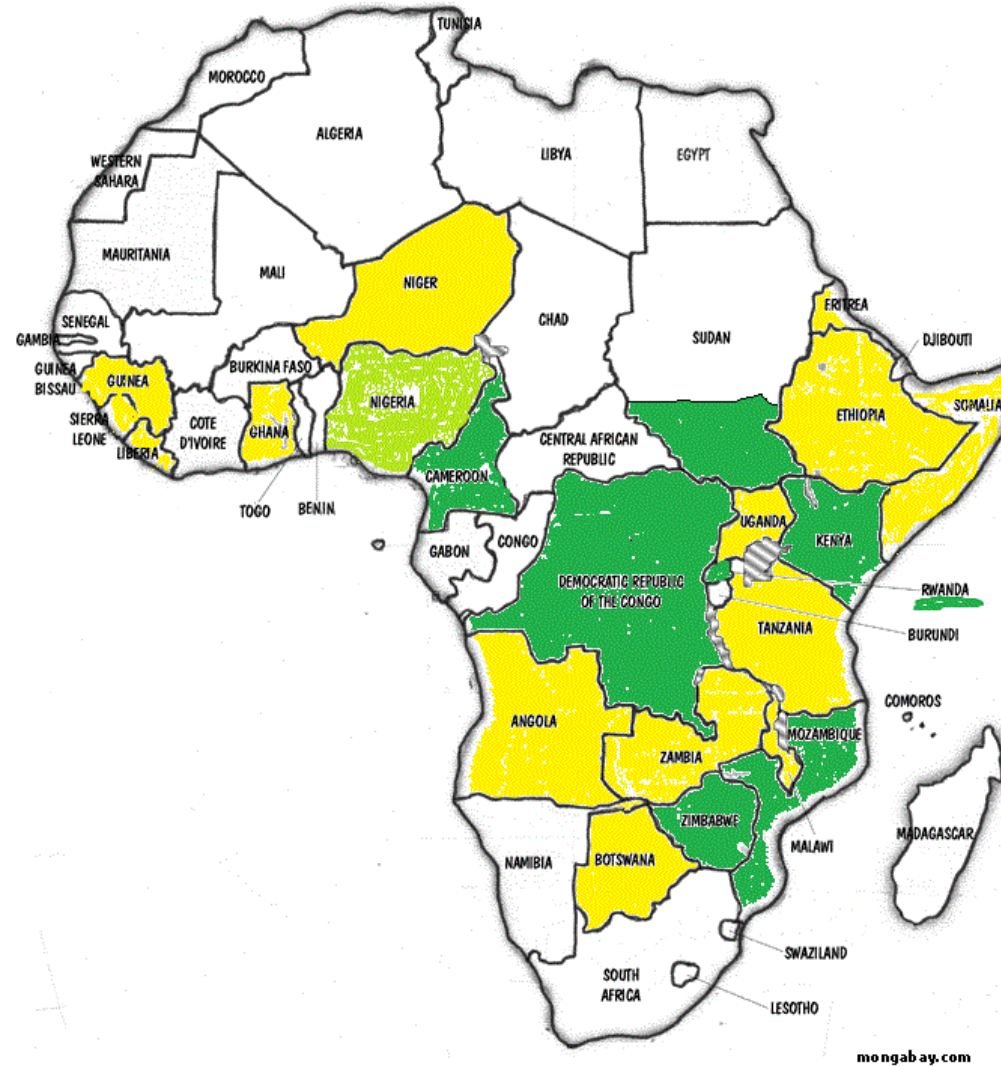 TUNISIA
MOROCCO
ALGERIA
LIBYA
EGYPT
WESTERN
SAHARA
MAURITANIA
MALI
NIGER
CHAD
SUDAN
ERITREA
DJIBOUTI
SENEGAL
GAMBIA
GUINEA
BISSAU
GUINEA
BURKINA FASO
NIGERIA
SIERRA
LEONE
LIBERIA
COTE
D'IVOIRE
GHANA
TOGO
BENIN
CENTRAL AFRICAN
REPUBLIC
ETHIOPIA
SOMALIA
CAMEROON
GABON
CONGO
UGANDA
KENYA
DEMOCRATIC REPUBLIC
OF THE CONGO
RWANDA
BURUNDI
TANZANIA
COMOROS
ANGOLA
ZAMBIA
MOZAMBIQUE
MALAWI
ZIMBABWE
MADAGASCAR
NAMIBIA
BOTSWANA
SWAZILAND
SOUTH
AFRICA
LESOTHO
mongabay.com